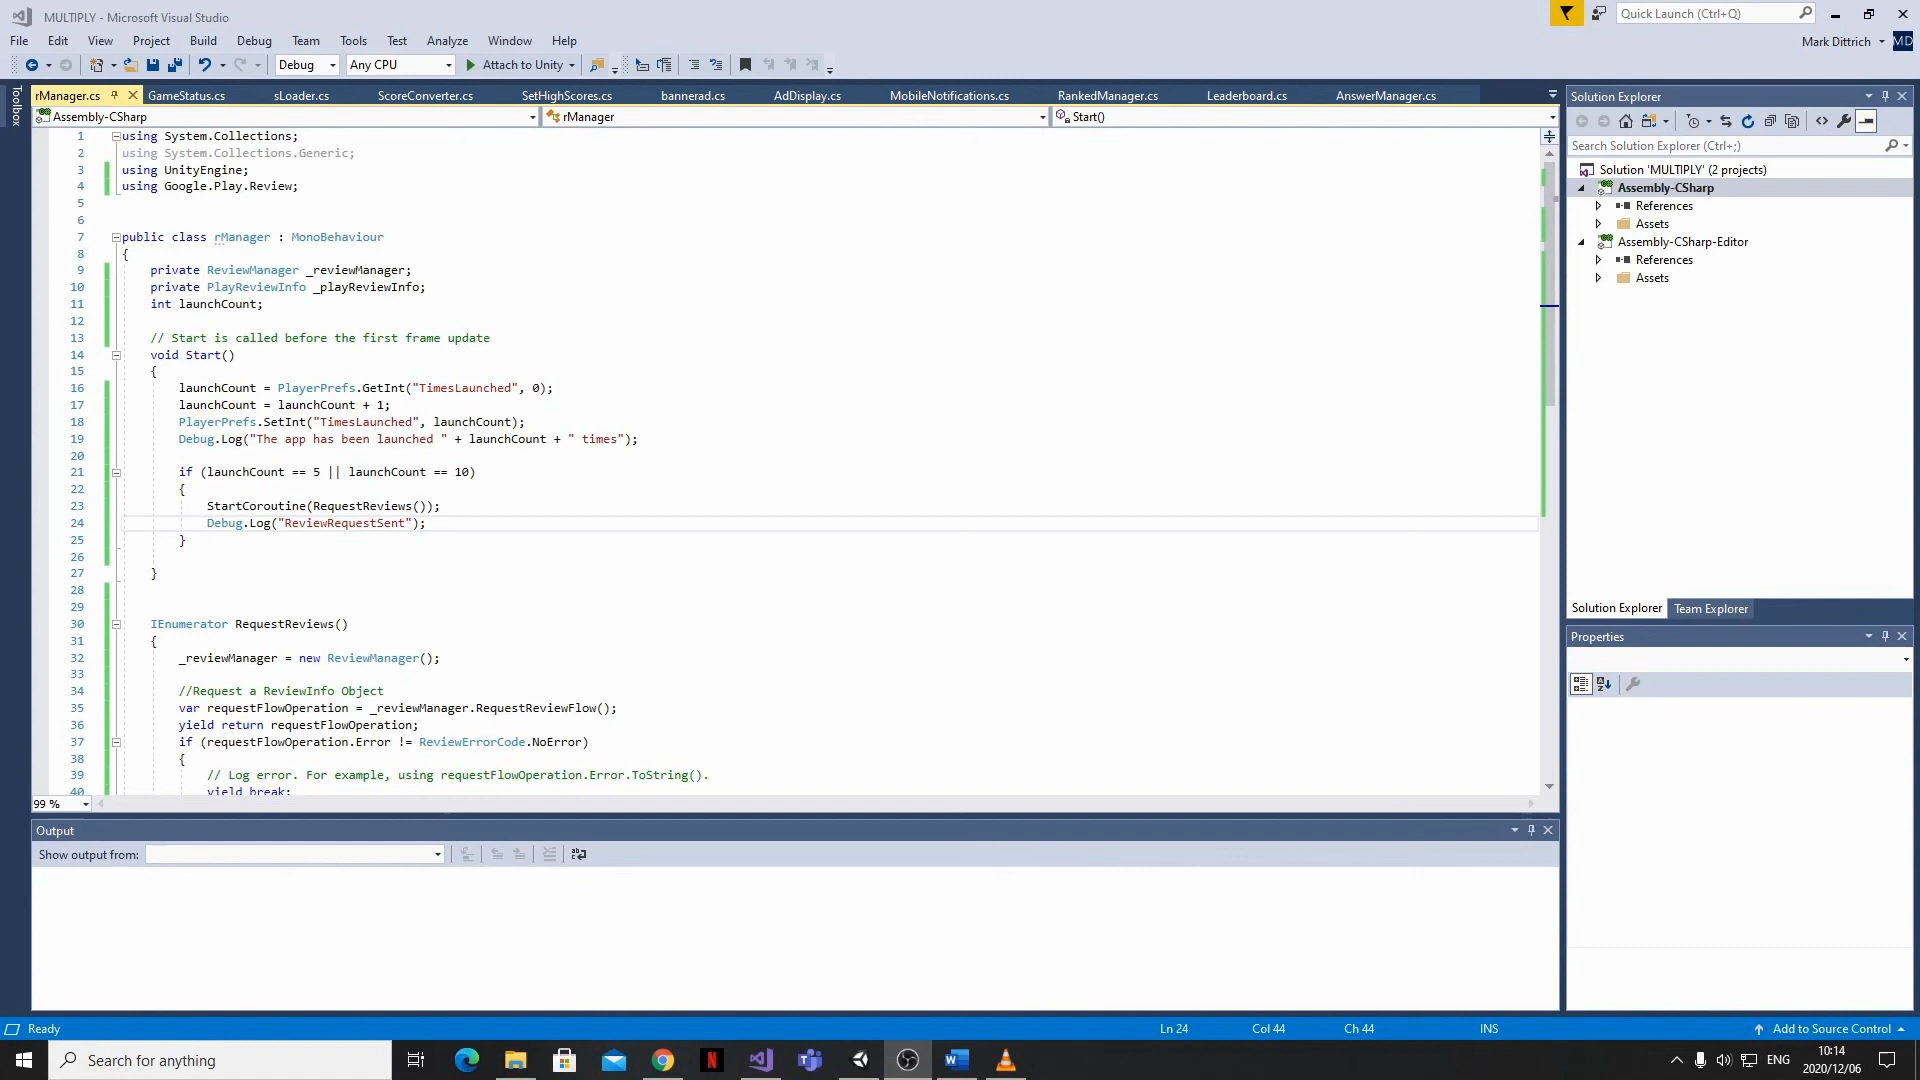 MULTIPLY - Microsoft Visual Studio
Quick Launch (Ctrl+Q)
File Edit View Project Build Debug Team Tools Test Analyze Window Help
Mark Dittrich MD
Debug Any CPU Attach to Unity
Toolbox
rManager.cs GameStatus.cs sLoader.cs ScoreConverter.cs SetHighScores.cs bannerad.cs AdDisplay.cs MobileNotifications.cs RankedManager.cs Leaderboard.cs AnswerManager.cs
Assembly-CSharp rManager Start()
1 using System.Collections;
2 using System.Collections.Generic;
3 using UnityEngine;
4 using Google.Play.Review;
5
6
7 public class rManager : MonoBehaviour
8 {
9 private ReviewManager _reviewManager;
10 private PlayReviewInfo _playReviewInfo;
11 int launchCount;
12
13 // Start is called before the first frame update
14 void Start()
15 {
16 launchCount = PlayerPrefs.GetInt("TimesLaunched", 0);
17 launchCount = launchCount + 1;
18 PlayerPrefs.SetInt("TimesLaunched", launchCount);
19 Debug.Log("The app has been launched " + launchCount + " times");
20
21 if (launchCount == 5 || launchCount == 10)
22 {
23 StartCoroutine(RequestReviews());
24 Debug.Log("ReviewRequestSent");
25 }
26
27 }
28
29
30 IEnumerator RequestReviews()
31 {
32 _reviewManager = new ReviewManager();
33
34 //Request a ReviewInfo Object
35 var requestFlowOperation = _reviewManager.RequestReviewFlow();
36 yield return requestFlowOperation;
37 if (requestFlowOperation.Error != ReviewErrorCode.NoError)
38 {
39 // Log error. For example, using requestFlowOperation.Error.ToString().
40 yield break;
99 %
Output
Show output from:
Solution Explorer
Search Solution Explorer (Ctrl+;)
Solution 'MULTIPLY' (2 projects)
Assembly-CSharp
References
Assets
Assembly-CSharp-Editor
References
Assets
Solution Explorer Team Explorer
Properties
Ready Ln 24 Col 44 Ch 44 INS Add to Source Control
Search for anything
ENG
10:14
2020/12/06